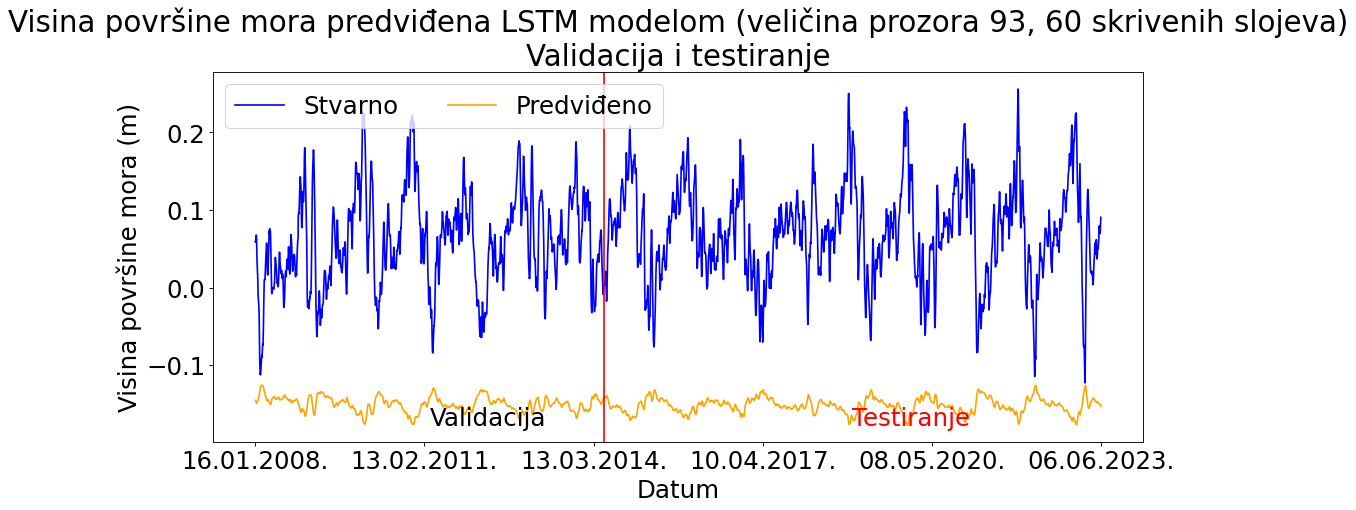 Visina površine mora predviđena LSTM modelom (veličina prozora 93, 60 skrivenih slojeva)
Validacija i testiranje
Stvarno Predviđeno
Visina površine mora (m)
0.2
0.1
0.0
−0.1
Validacija
Testiranje
16.01.2008. 13.02.2011. 13.03.2014. 10.04.2017. 08.05.2020. 06.06.2023.
Datum